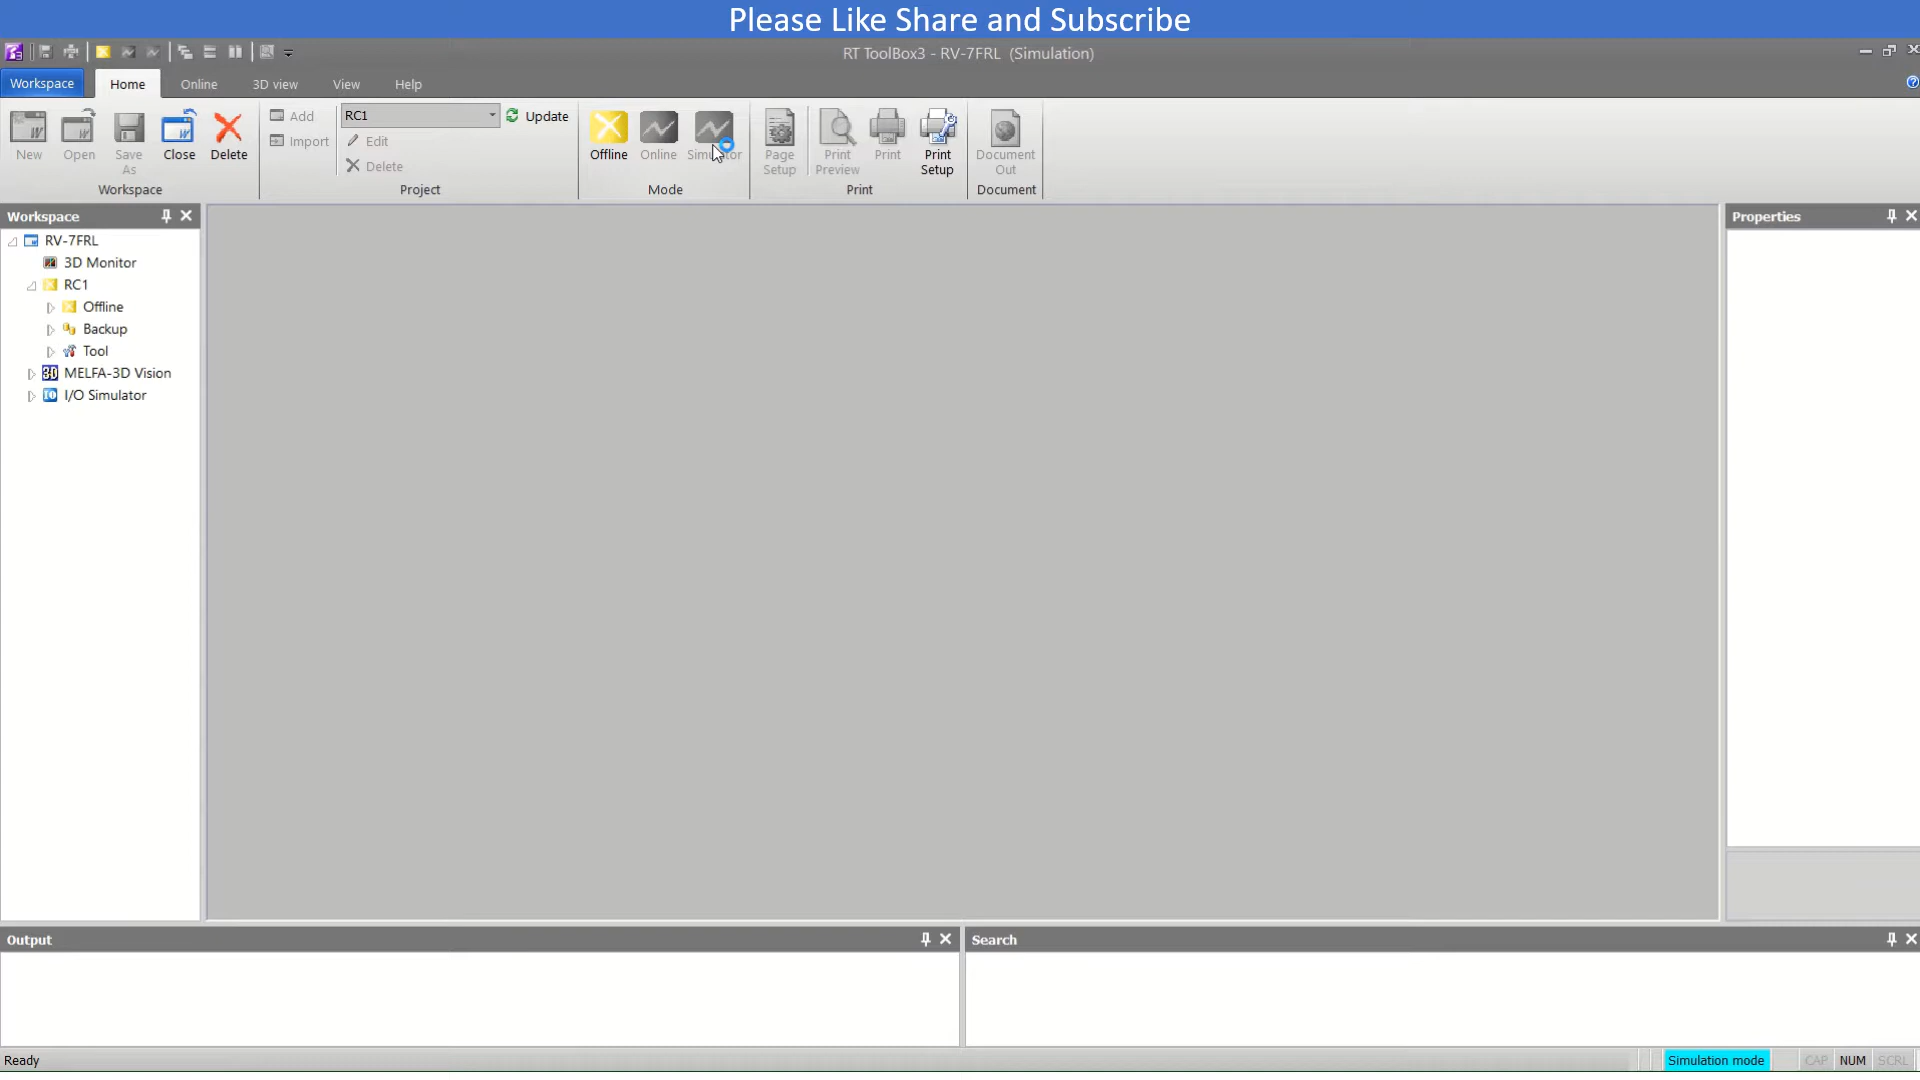 Please Like Share and Subscribe
RT ToolBox3 - RV-7FRL (Simulation)
Workspace Home Online 3D view View Help
New Open Save As Close Delete
Workspace
Add Import
RC1 Update
Edit
Delete
Project
Offline Online Simulator
Mode
Page Setup Print Preview Print Print Setup
Print
Document Out
Document
Workspace
RV-7FRL
3D Monitor
RC1
Offline
Backup
Tool
MELFA-3D Vision
I/O Simulator
Properties
Output
Search
Ready
Simulation mode CAP NUM SCRL